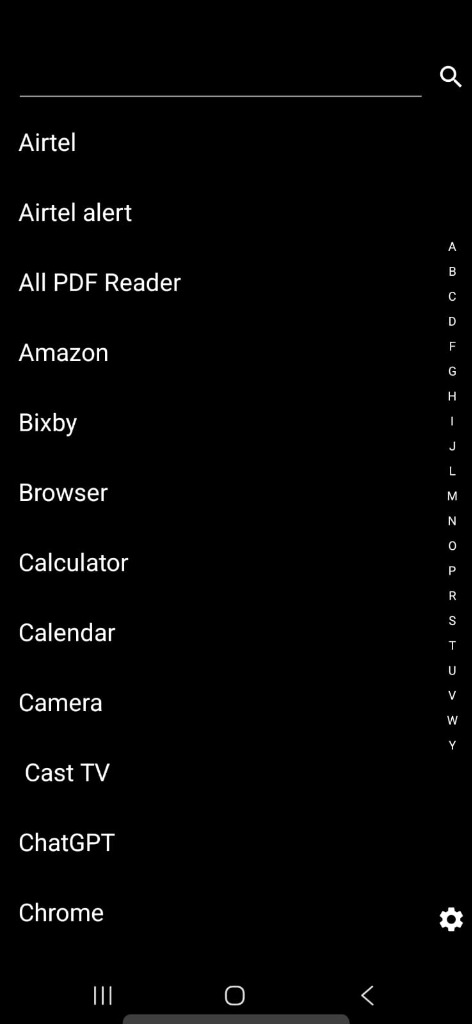 Airtel
Airtel alert
All PDF Reader
Amazon
Bixby
Browser
Calculator
Calendar
Camera
Cast TV
ChatGPT
Chrome
A
B
C
D
F
G
H
I
J
L
M
N
O
P
R
S
T
U
V
W
Y